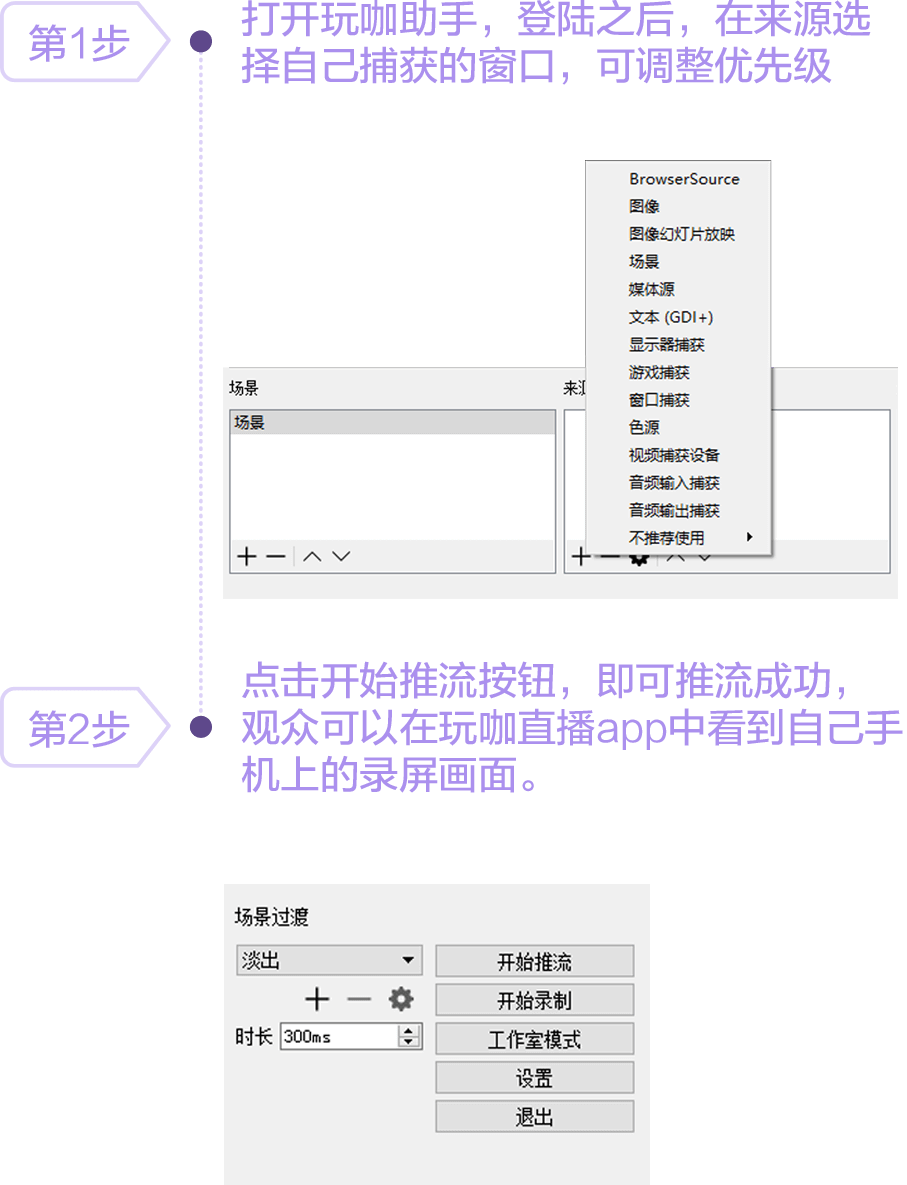 第1步
打开玩咖助手，登陆之后，在来源选
择自己捕获的窗口，可调整优先级
BrowserSource
图像
图像幻灯片放映
场景
媒体源
文本 (GDI+)
显示器捕获
游戏捕获
窗口捕获
色源
视频捕获设备
音频输入捕获
音频输出捕获
不推荐使用
场景
来
场景
第2步
点击开始推流按钮，即可推流成功，
观众可以在玩咖直播app中看到自己手
机上的录屏画面。
场景过渡
淡出
开始推流
开始录制
时长 300ms
工作室模式
设置
退出